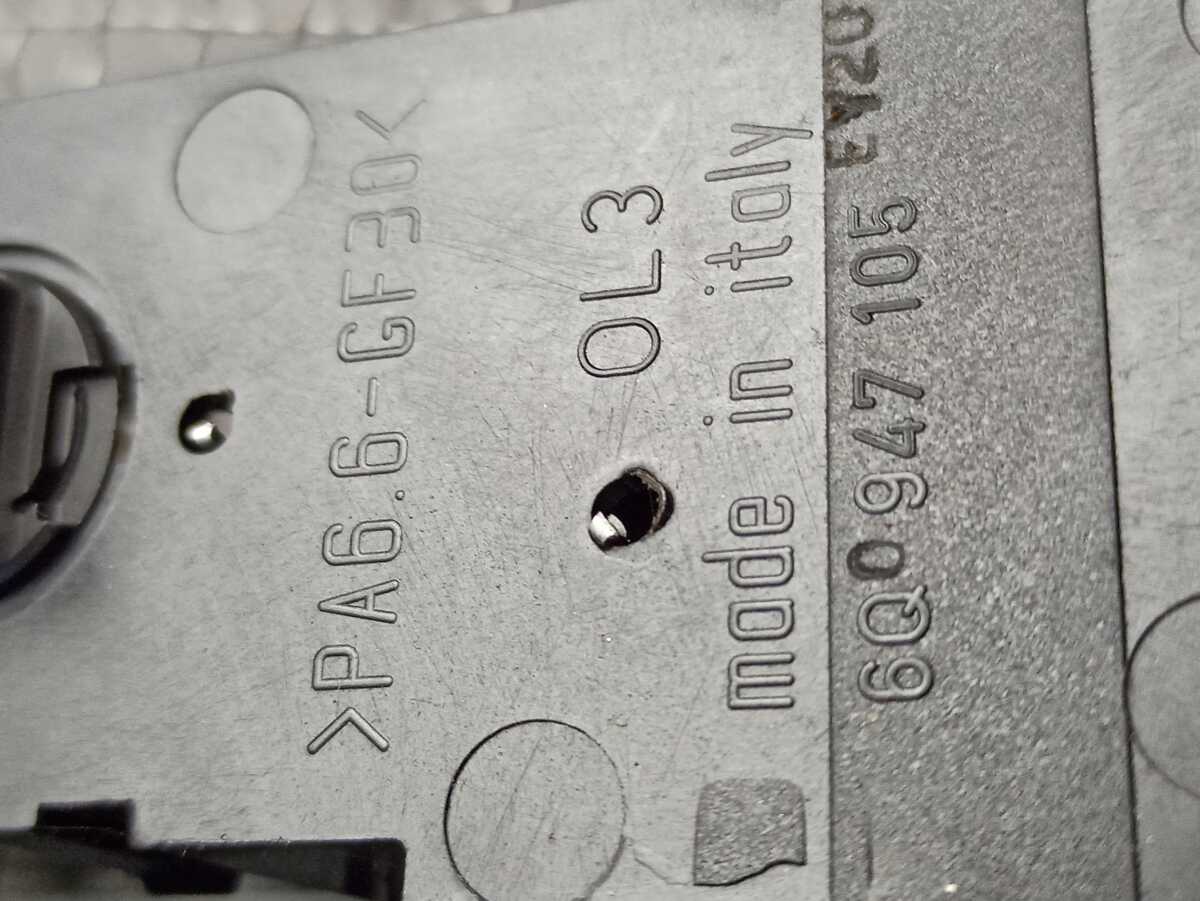 >PA6.6-GF30<
OL3
made in italy
6Q0 947 105